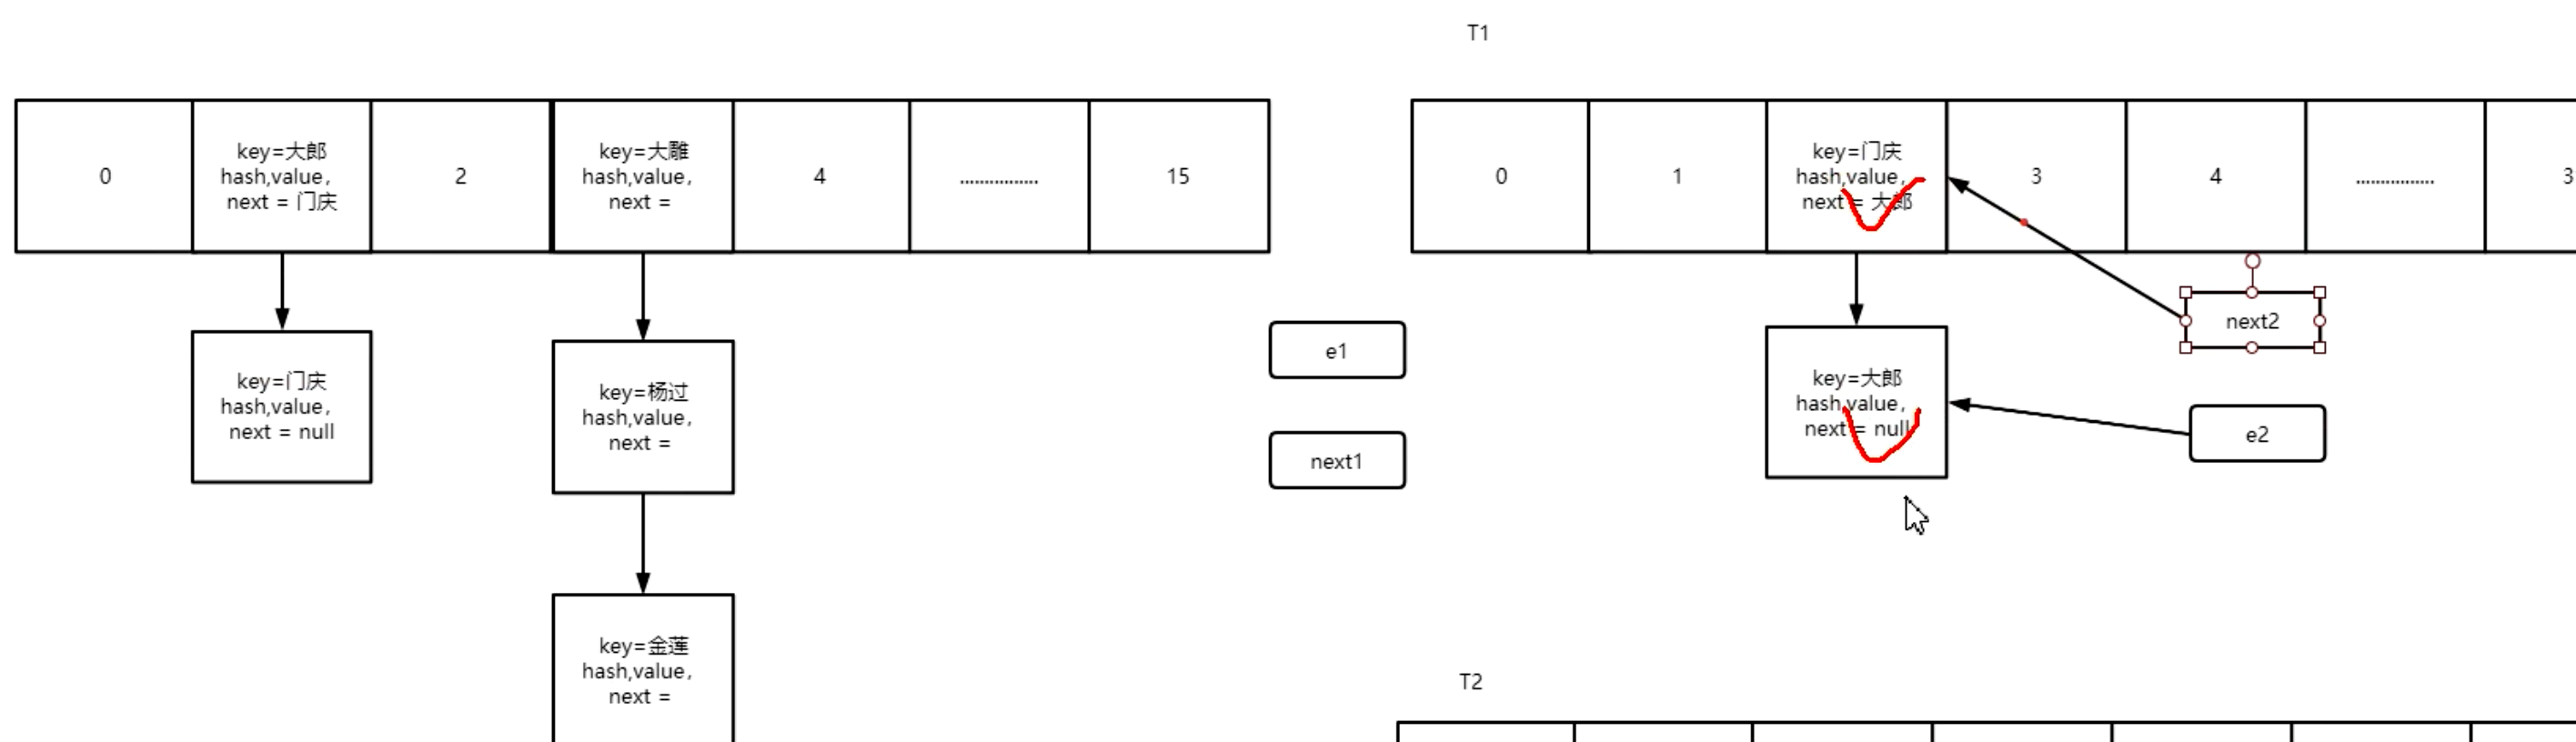 T1
0
key=大郎
hash,value,
next = 门庆
2
key=大雕
hash,value,
next =
4
................
15
0
1
key=门庆
hash,value,
next = 大郎
3
4
................
3
key=门庆
hash,value,
next = null
key=杨过
hash,value,
next =
e1
next1
key=大郎
hash,value,
next = null
next2
e2
key=金莲
hash,value,
next =
T2